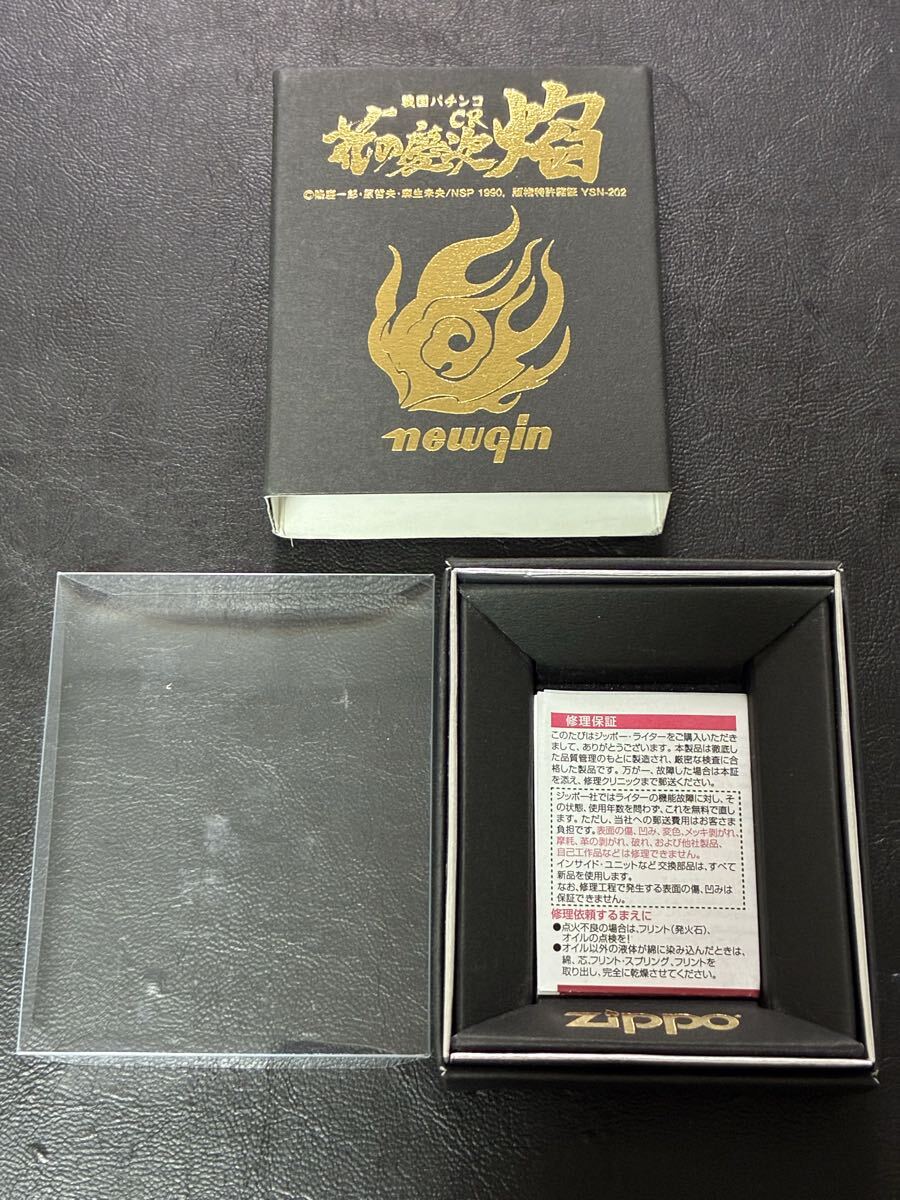 戦国パチンコ
CR
花の慶次 焔
©隆慶一郎・原哲夫・麻生未央/NSP 1990, 版権許諾証 YSN-202
newgin
修理保証
このたびはジッポー・ライターをご購入いただき
まして、ありがとうございます。本製品は徹底し
た品質管理のもとに製造され、厳密な検査に合
格した製品です。万が一、故障した場合は本証
を添え、修理クリニックまで郵送ください。
ジッポー社ではライターの機能故障に対し、そ
の状態、使用年数を問わず、これを無料で直し
ます。ただし、当社への郵送費用はお客さま
負担です。表面の傷、凹み、変色、メッキ剥がれ、
摩耗、革の剥がれ、破れ、および他社製品、
自己工作品などは修理できません。
インサイド・ユニットなど交換部品は、すべて
新品を使用します。
なお、修理工程で発生する表面の傷、凹みは
保証できません。
修理依頼するまえに
●点火不良の場合は、フリント(発火石)、
オイルの点検を!
●オイル以外の液体が綿に染み込んだときは、
綿、芯、フリント・スプリング、フリントを
取り出し、完全に乾燥させてください。
zippo